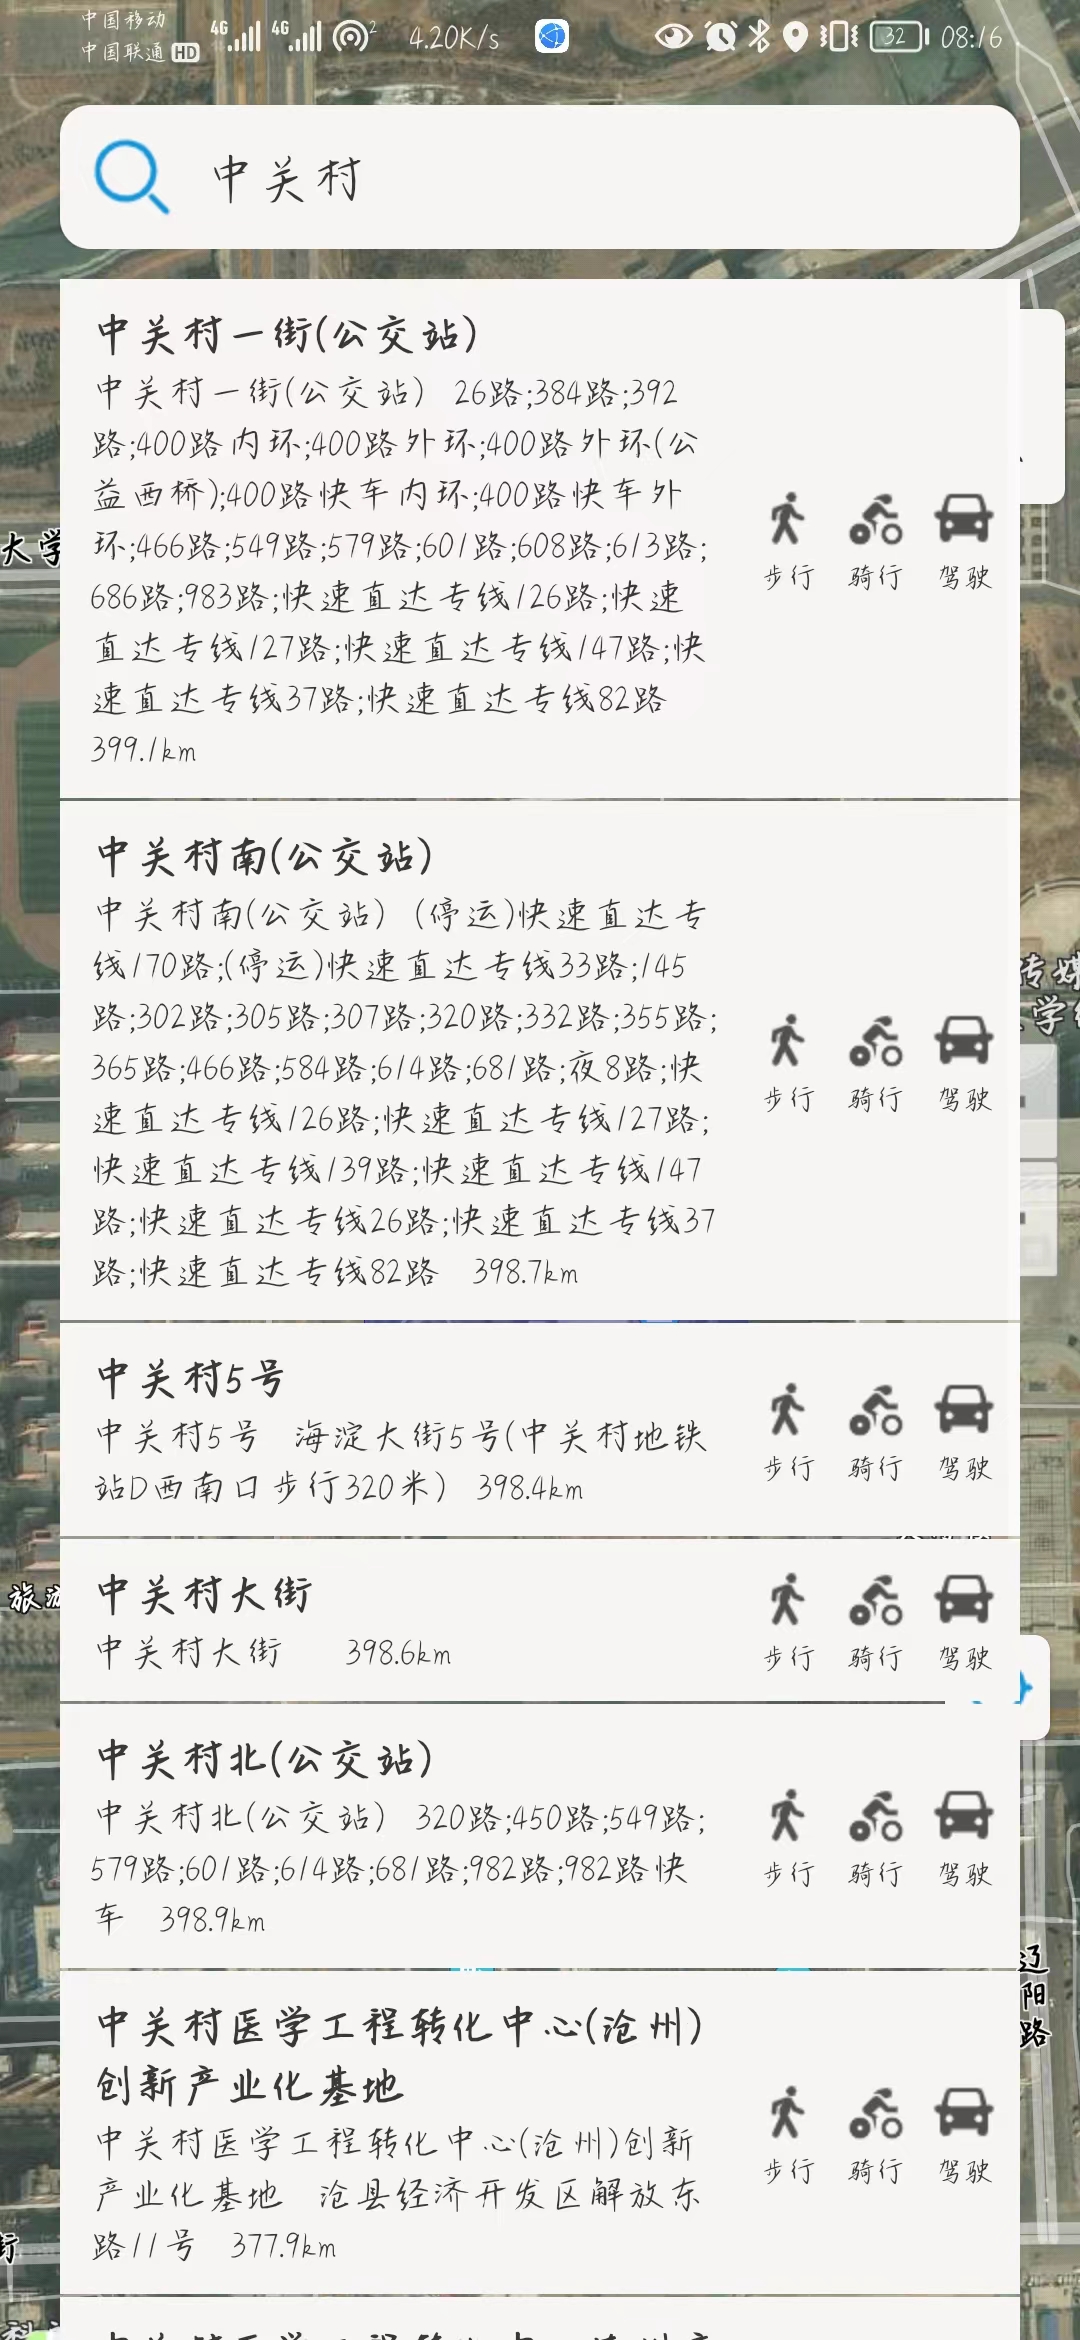 中国移动
中国联通 HD 4G 4G 2 4.20K/s 32 08:16
中关村
中关村一街(公交站)
中关村一街(公交站) 26路;384路;392
路;400路内环;400路外环;400路外环(公
益西桥);400路快车内环;400路快车外
环;466路;549路;579路;601路;608路;613路;
686路;983路;快速直达专线126路;快速
直达专线127路;快速直达专线147路;快
速直达专线37路;快速直达专线82路
399.1km
步行 骑行 驾驶
中关村南(公交站)
中关村南(公交站) (停运)快速直达专
线170路;(停运)快速直达专线33路;145
路;302路;305路;307路;320路;332路;355路;
365路;466路;584路;614路;681路;夜8路;快
速直达专线126路;快速直达专线127路;
快速直达专线139路;快速直达专线147
路;快速直达专线26路;快速直达专线37
路;快速直达专线82路 398.7km
步行 骑行 驾驶
中关村5号
中关村5号 海淀大街5号(中关村地铁
站D西南口步行320米) 398.4km
步行 骑行 驾驶
中关村大街
中关村大街 398.6km
步行 骑行 驾驶
中关村北(公交站)
中关村北(公交站) 320路;450路;549路;
579路;601路;614路;681路;982路;982路快
车 398.9km
步行 骑行 驾驶
中关村医学工程转化中心(沧州)
创新产业化基地
中关村医学工程转化中心(沧州)创新
产业化基地 沧县经济开发区解放东
路11号 377.9km
步行 骑行 驾驶
大学
传媒
学
旅游
辽
阳
路
街